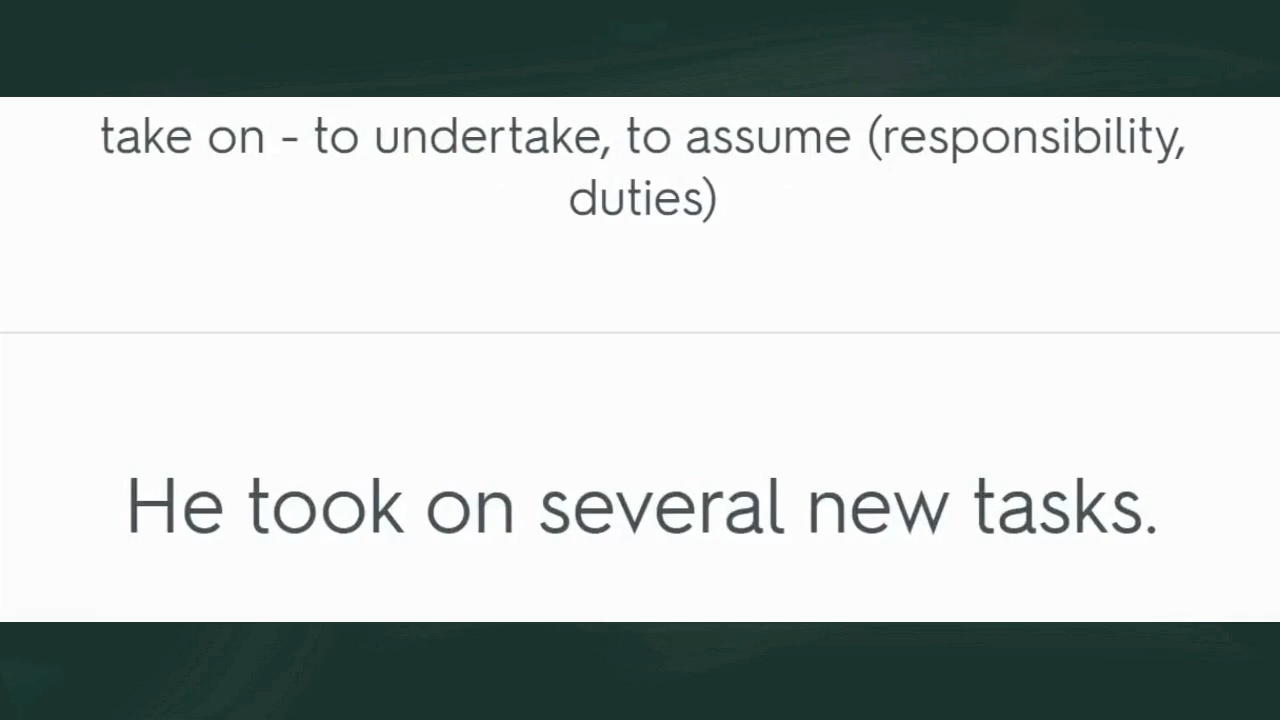 take on - to undertake, to assume (responsibility,
duties)
He took on several new tasks.